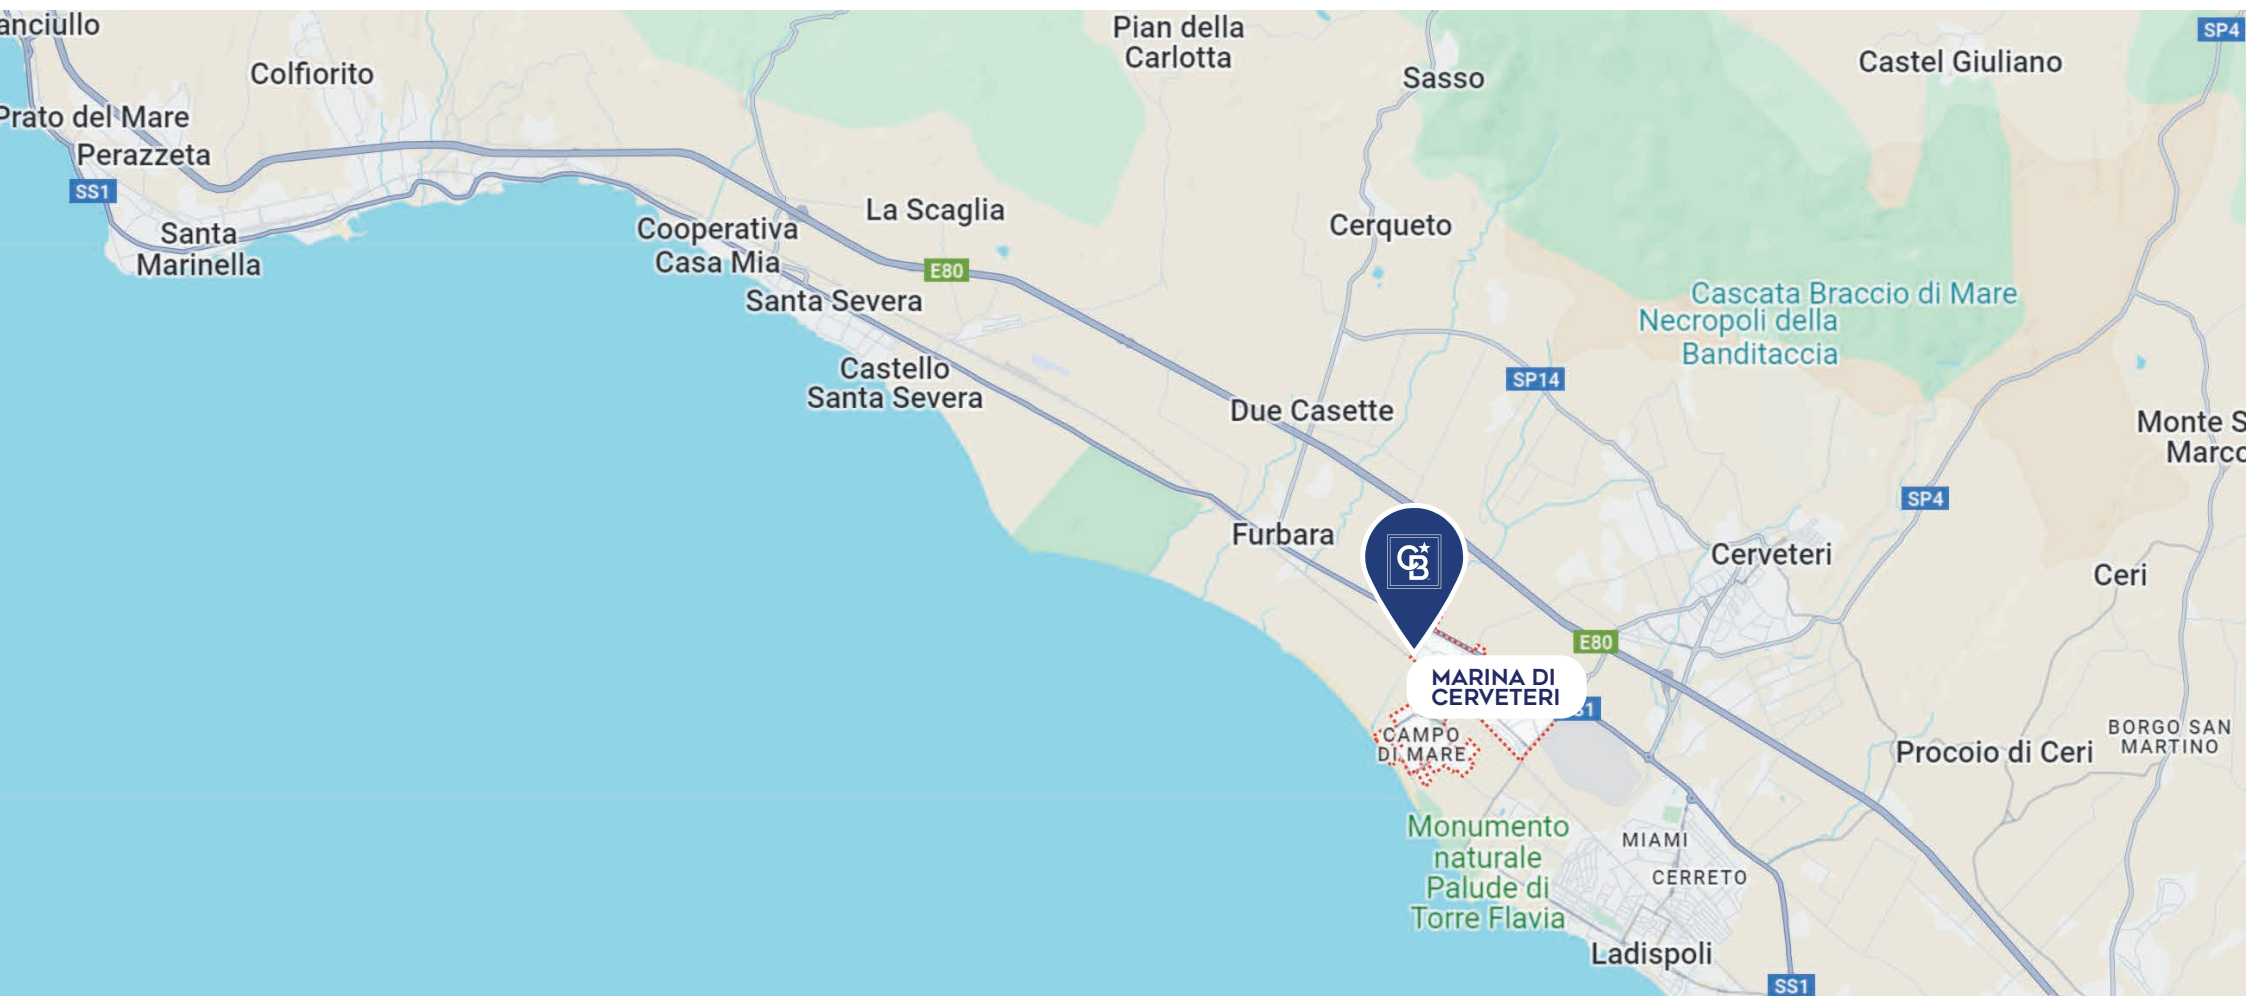 anciullo
Pian della
Carlotta
SP4
Colfiorito
Sasso
Castel Giuliano
Prato del Mare
Perazzeta
SS1
Santa
Marinella
Cooperativa
Casa Mia
La Scaglia
Cerqueto
E80
Santa Severa
Cascata Braccio di Mare
Necropoli della
Banditaccia
Castello
Santa Severa
SP14
Due Casette
Monte S
Marco
SP4
Furbara
CB
Cerveteri
Ceri
E80
MARINA DI
CERVETERI
S1
CAMPO
DI MARE
BORGO SAN
MARTINO
Procoio di Ceri
Monumento
naturale
Palude di
Torre Flavia
MIAMI
CERRETO
Ladispoli
SS1